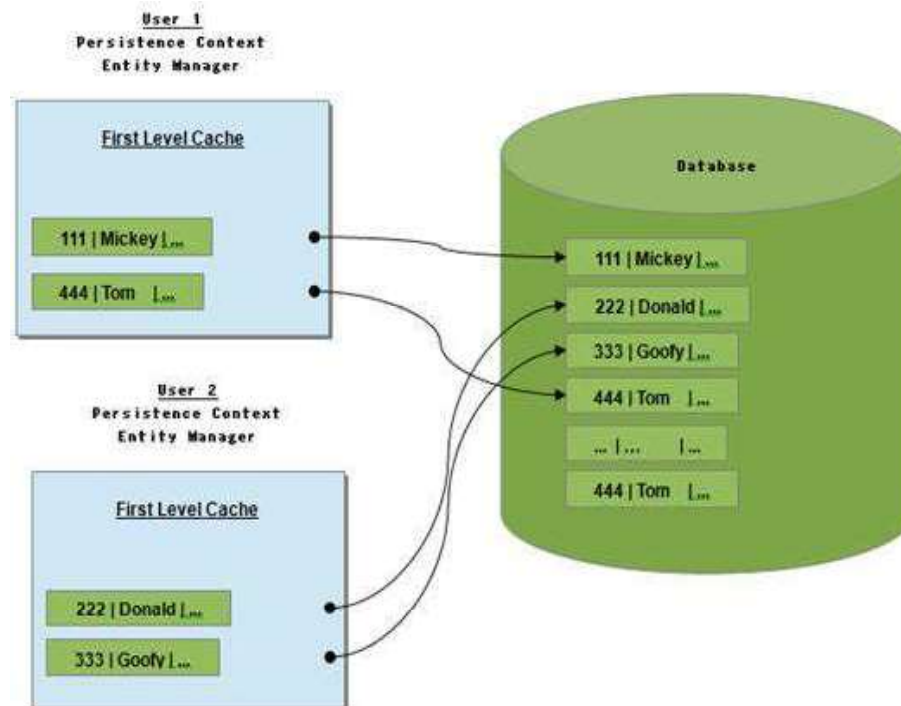 User 1
Persistence Context
Entity Manager
First Level Cache
111 | Mickey |...
444 | Tom |...
User 2
Persistence Context
Entity Manager
First Level Cache
222 | Donald |...
333 | Goofy |...
Database
111 | Mickey |...
222 | Donald |...
333 | Goofy |...
444 | Tom |...
... | ... |...
444 | Tom |...